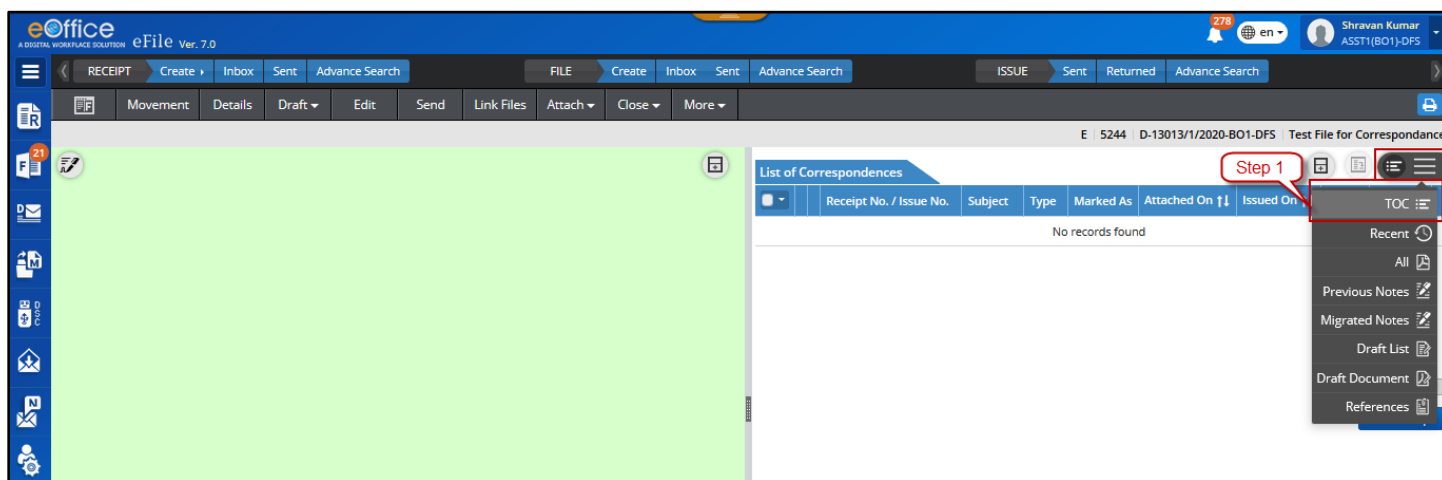 278
eOffice
A DIGITAL WORKPLACE SOLUTION
eFile Ver. 7.0
en
Shravan Kumar
ASST1(BO1)-DFS
RECEIPT Create Inbox Sent Advance Search FILE Create Inbox Sent Advance Search ISSUE Sent Returned Advance Search
Movement Details Draft Edit Send Link Files Attach Close More
E 5244 D-13013/1/2020-BO1-DFS Test File for Correspondance
R
F 21
D
M
DSC
N
List of Correspondences
Step 1
Receipt No. / Issue No. Subject Type Marked As Attached On Issued On
TOC
No records found
Recent
All
Previous Notes
Migrated Notes
Draft List
Draft Document
References